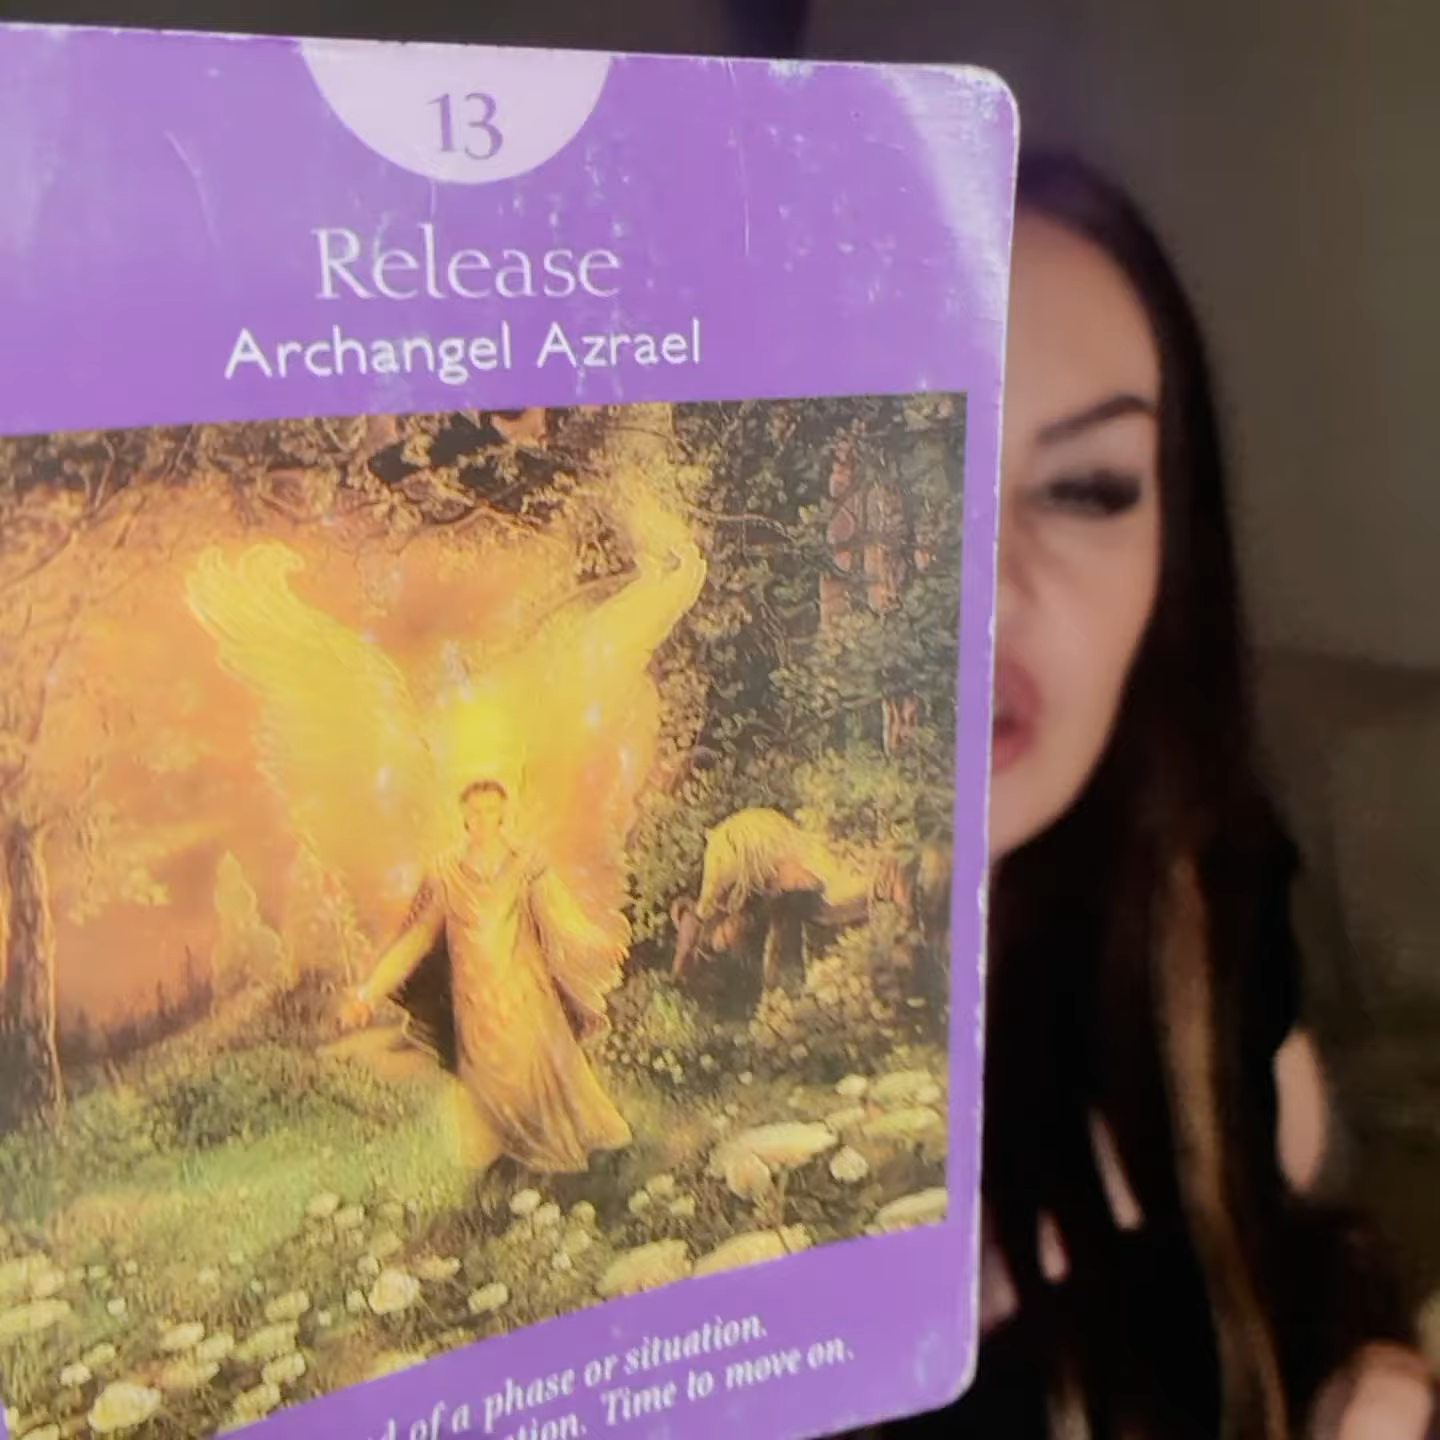 13
Release
Archangel Azrael
of a phase or situation.
Time to move on.